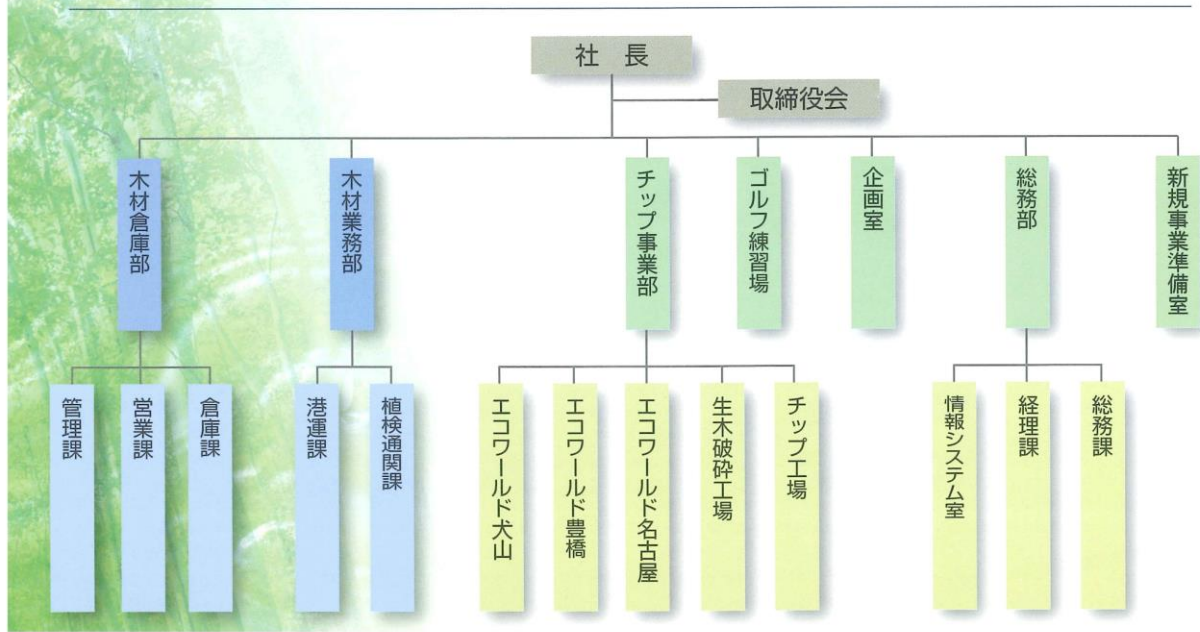 社 長
取締役会
木材倉庫部
木材業務部
チップ事業部
ゴルフ練習場
企画室
総務部
新規事業準備室
管理課
営業課
倉庫課
港運課
植検通関課
エコワールド犬山
エコワールド豊橋
エコワールド名古屋
生木破砕工場
チップ工場
情報システム室
経理課
総務課